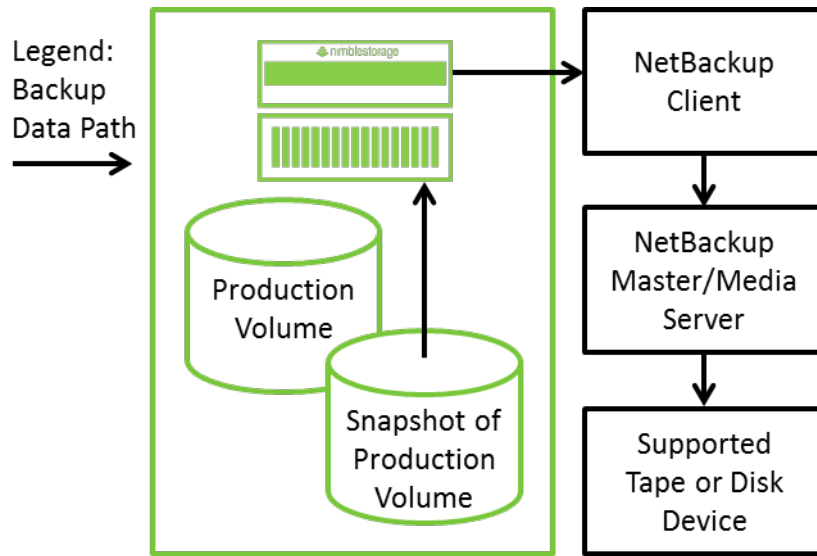 Legend:
Backup
Data Path
nimblestorage
Production
Volume
Snapshot of
Production
Volume
NetBackup
Client
NetBackup
Master/Media
Server
Supported
Tape or Disk
Device